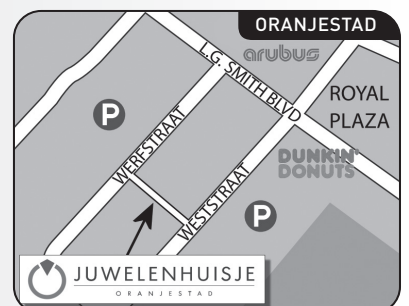 ORANJESTAD
arubus
L.G. SMITH BLVD
ROYAL
PLAZA
P
WERFSTRAAT
DUNKIN'
DONUTS
WESTSTRAAT
P
JUWELENHUISJE
ORANJESTAD